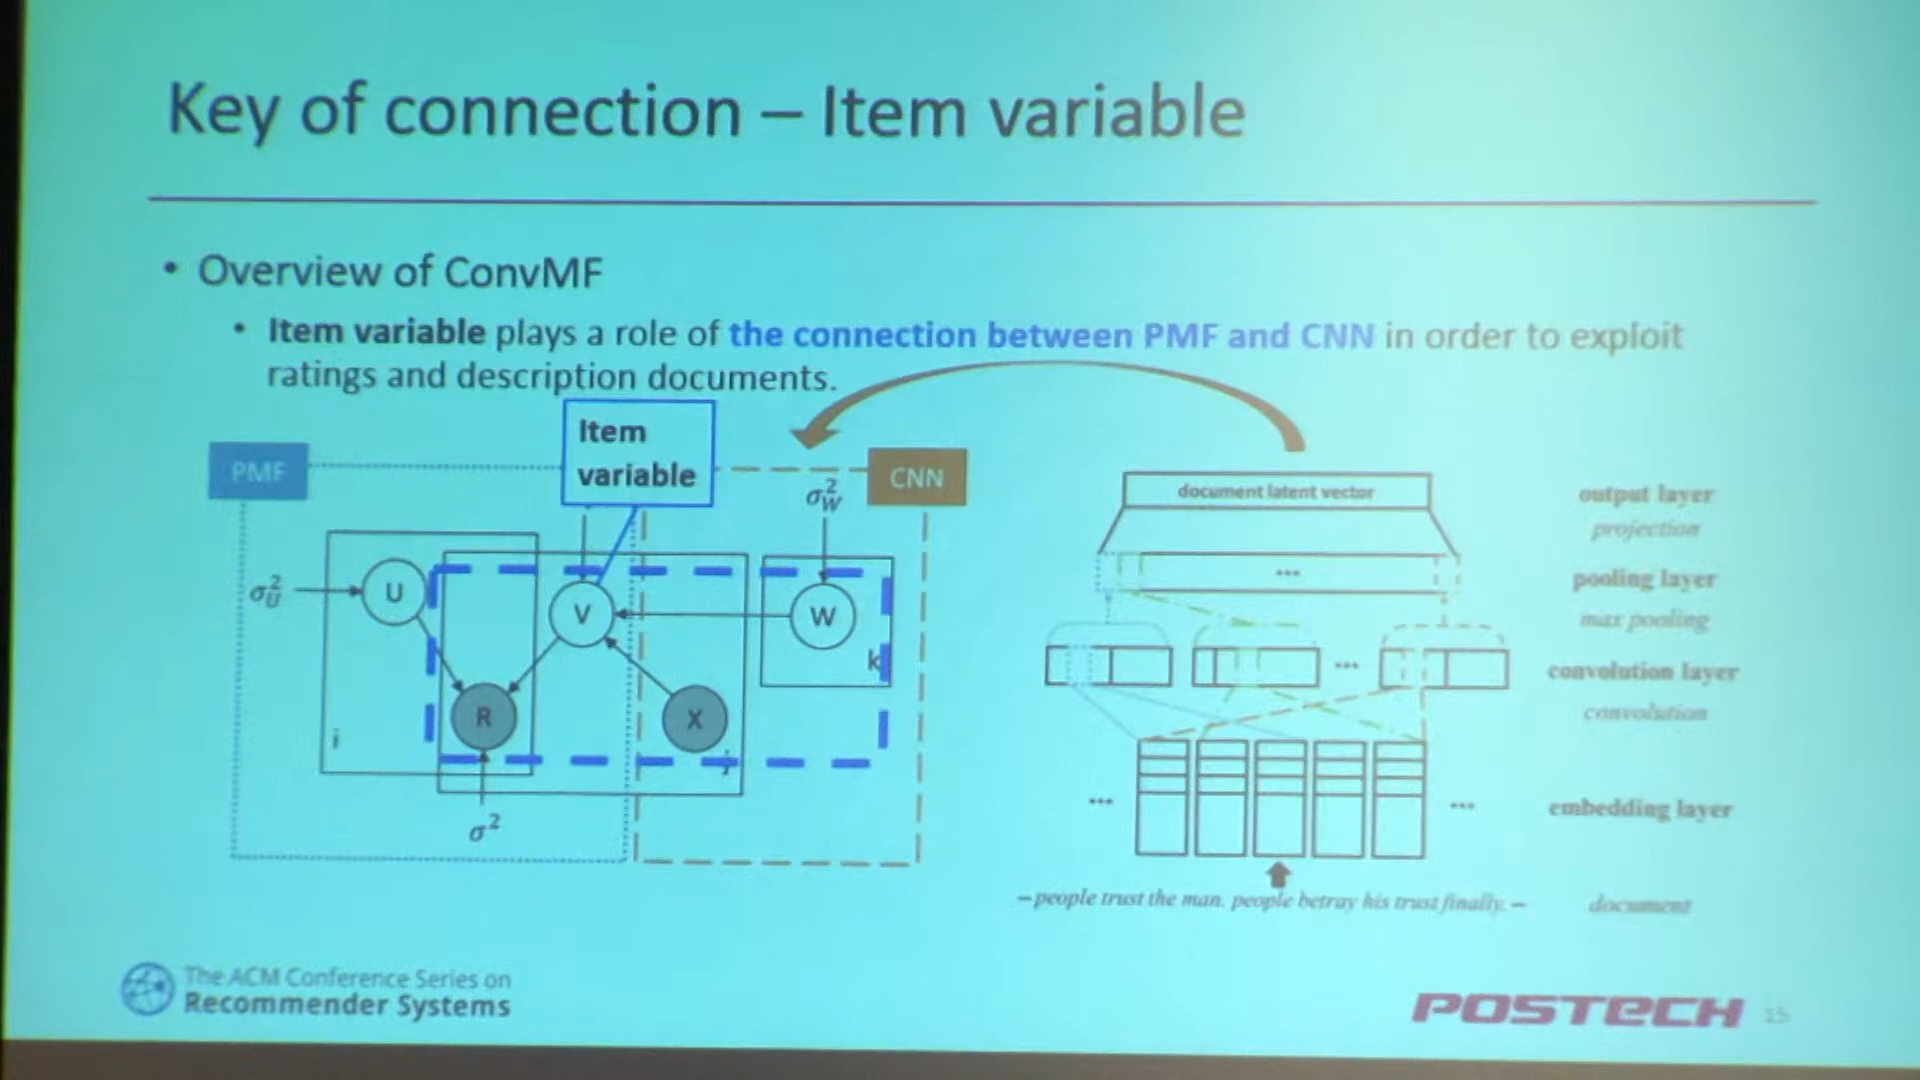 Key of connection – Item variable
• Overview of ConvMF
• Item variable plays a role of the connection between PMF and CNN in order to exploit
ratings and description documents.
Item
variable
PMF
CNN
σ²_W
document latent vector
output layer
projection
σ²_U
U
V
W
k
...
pooling layer
max pooling
...
convolution layer
convolution
R
X
i
j
σ²
...
...
embedding layer
– people trust the man. people betray his trust finally. –
document
The ACM Conference Series on
Recommender Systems
POSTECH
15